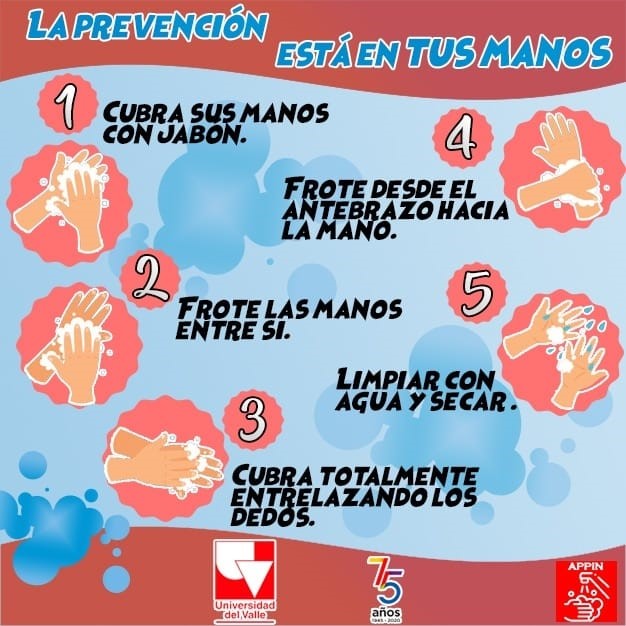 LA PREVENCIÓN
ESTÁ EN TUS MANOS
1
CUBRA SUS MANOS
CON JABÓN.
2
FROTE LAS MANOS
ENTRE SI.
3
CUBRA TOTALMENTE
ENTRELAZANDO LOS
DEDOS.
4
FROTE DESDE EL
ANTEBRAZO HACIA
LA MANO.
5
LIMPIAR CON
AGUA Y SECAR.
Universidad
del Valle
75
años
1945 - 2020
APPIN